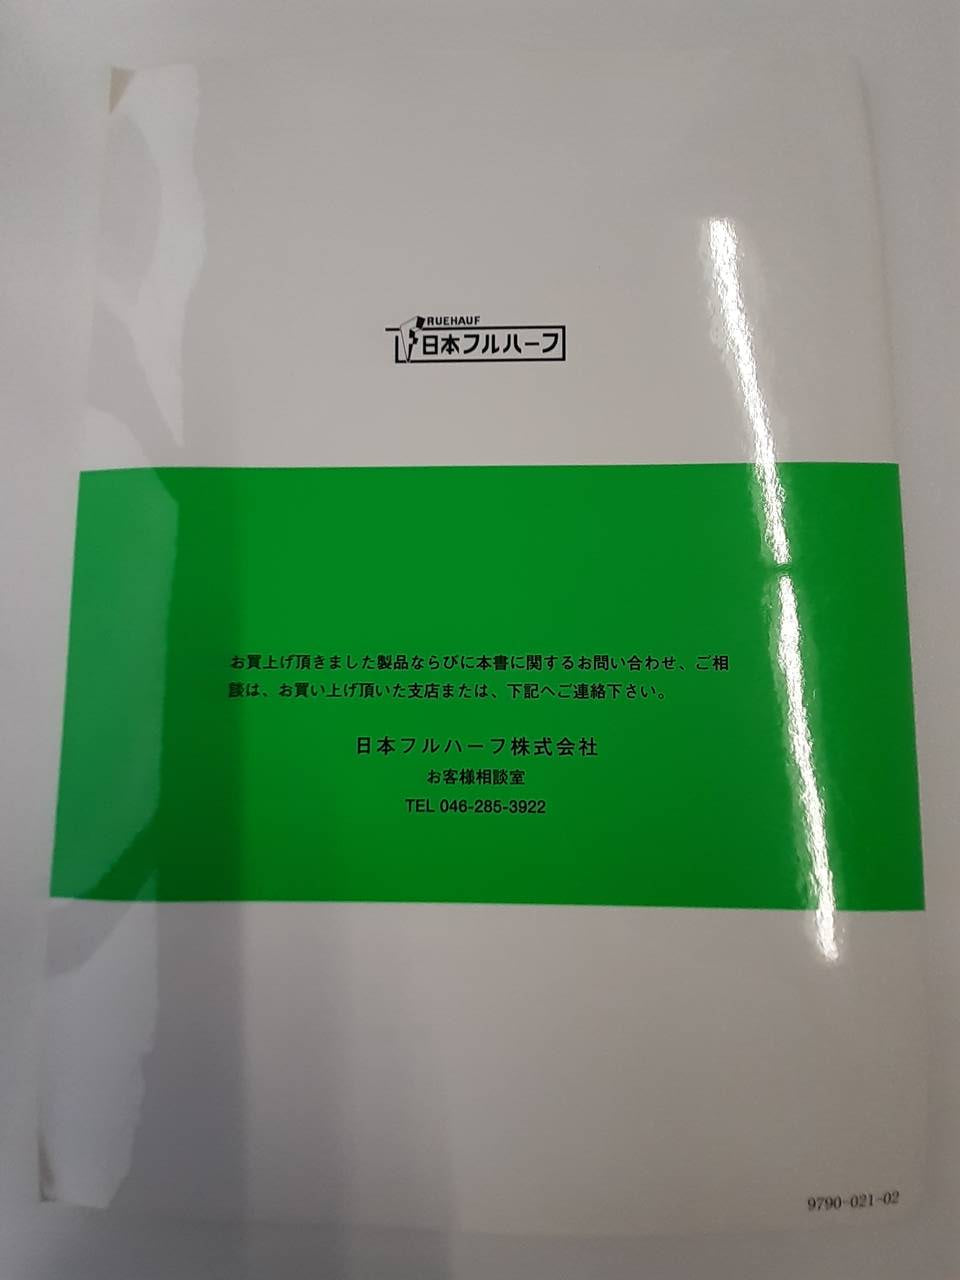 FRUEHAUF
日本フルハーフ
お買上げ頂きました製品ならびに本書に関するお問い合わせ、ご相
談は、お買い上げ頂いた支店または、下記へご連絡下さい。
日本フルハーフ株式会社
お客様相談室
TEL 046-285-3922
9790-021-02